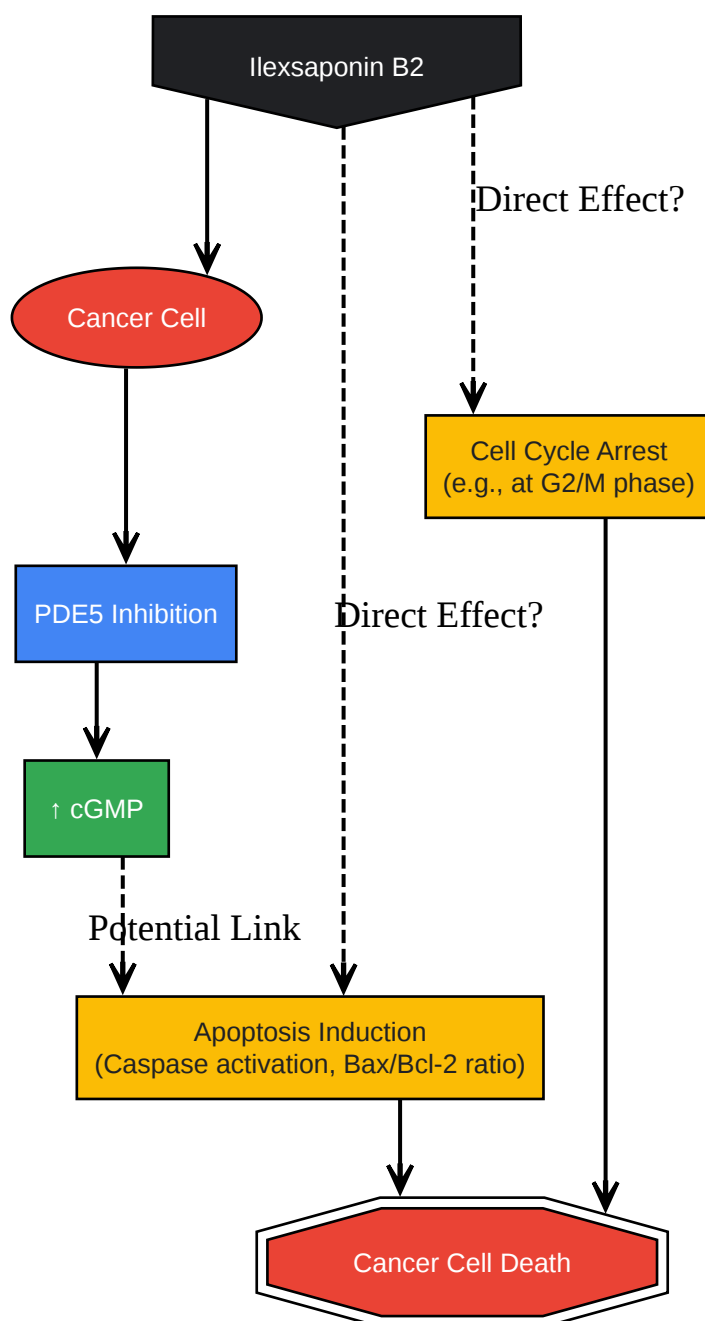 Ilexsaponin B2
Direct Effect?
Cancer Cell
Cell Cycle Arrest
(e.g., at G2/M phase)
PDE5 Inhibition
Direct Effect?
↑ cGMP
Potential Link
Apoptosis Induction
(Caspase activation, Bax/Bcl-2 ratio)
Cancer Cell Death